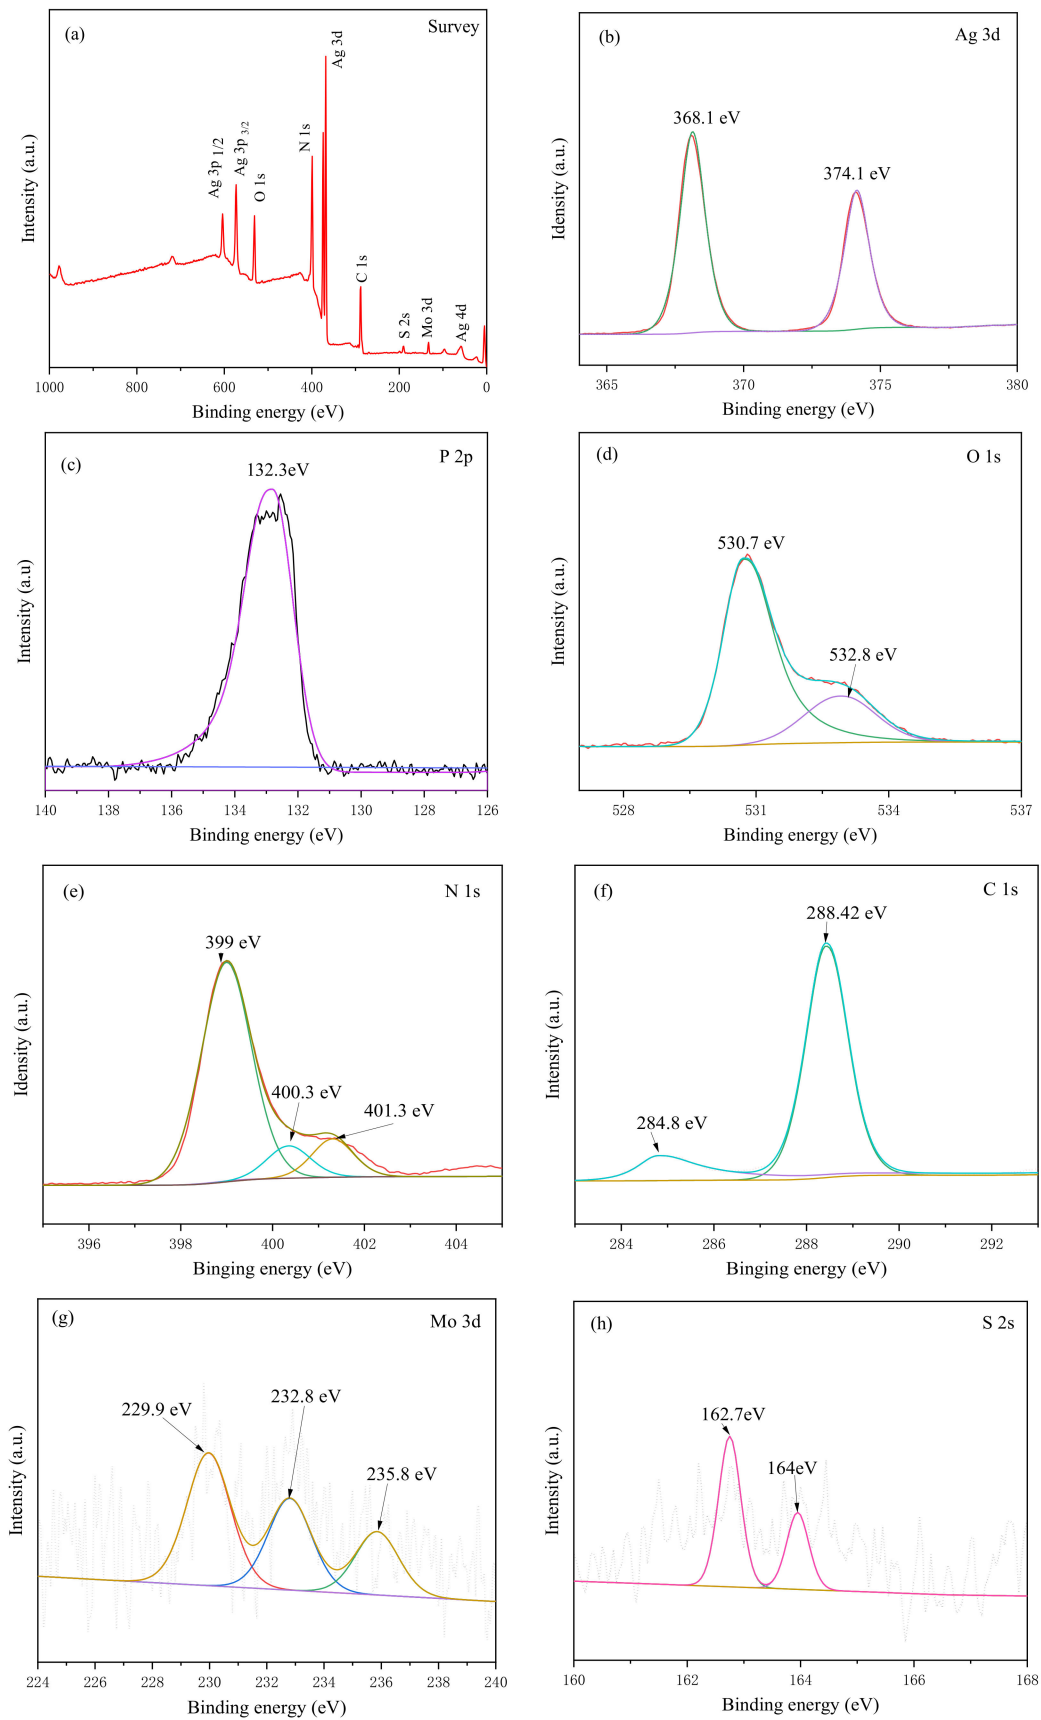 (a)
Survey
Ag 3d
Ag 3p 1/2
Ag 3p 3/2
O 1s
N 1s
C 1s
S 2s
Mo 3d
Ag 4d
Intensity (a.u.)
1000 800 600 400 200 0
Binding energy (eV)
(b)
Ag 3d
368.1 eV
374.1 eV
Idensity (a.u.)
365 370 375 380
Binding energy (eV)
(c)
P 2p
132.3eV
Intensity (a.u)
140 138 136 134 132 130 128 126
Binding energy (eV)
(d)
O 1s
530.7 eV
532.8 eV
Intensity (a.u.)
528 531 534 537
Binding energy (eV)
(e)
N 1s
399 eV
400.3 eV
401.3 eV
Idensity (a.u.)
396 398 400 402 404
Binging energy (eV)
(f)
C 1s
288.42 eV
284.8 eV
Intensity (a.u.)
284 286 288 290 292
Binging energy (eV)
(g)
Mo 3d
229.9 eV
232.8 eV
235.8 eV
Intensity (a.u.)
224 226 228 230 232 234 236 238 240
Binding energy (eV)
(h)
S 2s
162.7eV
164eV
Intensity (a.u.)
160 162 164 166 168
Binding energy (eV)